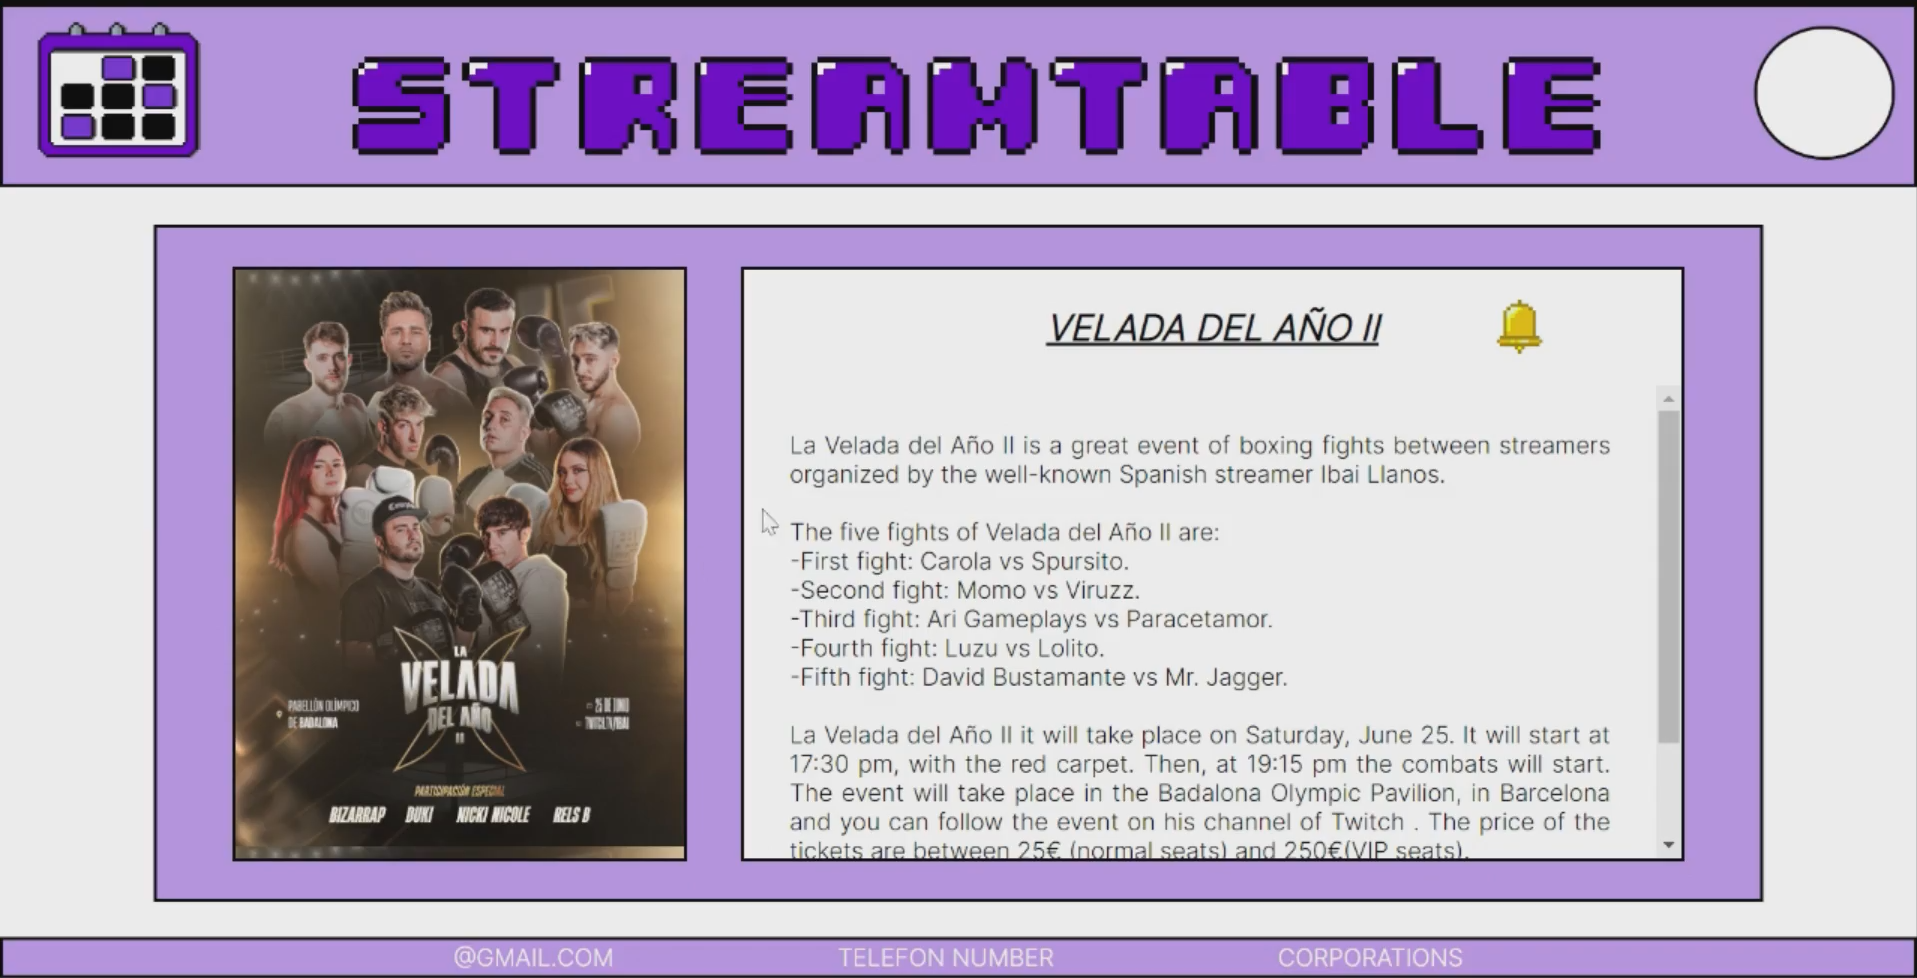 STREAMTABLE
LA
VELADA
DEL AÑO
II
PABELLÓN OLÍMPICO
DE BADALONA
25 DE JUNIO
TWITCH.TV/IBAI
PARTICIPACIÓN ESPECIAL
BIZARRAP DUKI NICKI NICOLE RELS B
VELADA DEL AÑO II
La Velada del Año II is a great event of boxing fights between streamers
organized by the well-known Spanish streamer Ibai Llanos.
The five fights of Velada del Año II are:
-First fight: Carola vs Spursito.
-Second fight: Momo vs Viruzz.
-Third fight: Ari Gameplays vs Paracetamor.
-Fourth fight: Luzu vs Lolito.
-Fifth fight: David Bustamante vs Mr. Jagger.
La Velada del Año II it will take place on Saturday, June 25. It will start at
17:30 pm, with the red carpet. Then, at 19:15 pm the combats will start.
The event will take place in the Badalona Olympic Pavilion, in Barcelona
and you can follow the event on his channel of Twitch . The price of the
tickets are between 25€ (normal seats) and 250€(VIP seats).
@GMAIL.COM TELEFON NUMBER CORPORATIONS